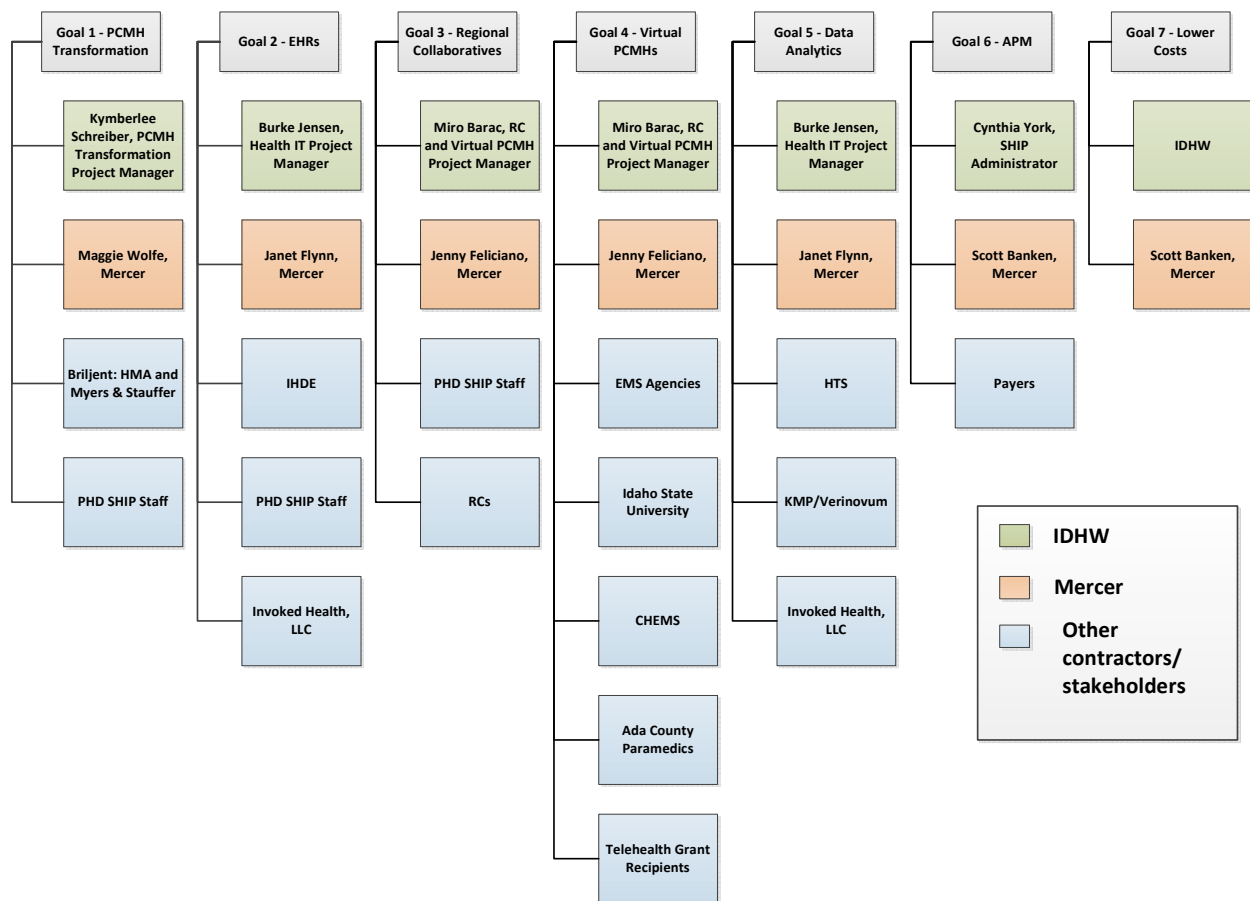 Goal 1 - PCMH
Transformation
Kymberlee
Schreiber, PCMH
Transformation
Project Manager
Maggie Wolfe,
Mercer
Briljent: HMA and
Myers & Stauffer
PHD SHIP Staff
Goal 2 - EHRs
Burke Jensen,
Health IT Project
Manager
Janet Flynn,
Mercer
IHDE
PHD SHIP Staff
Invoked Health,
LLC
Goal 3 - Regional
Collaboratives
Miro Barac, RC
and Virtual PCMH
Project Manager
Jenny Feliciano,
Mercer
PHD SHIP Staff
RCs
Goal 4 - Virtual
PCMHs
Miro Barac, RC
and Virtual PCMH
Project Manager
Jenny Feliciano,
Mercer
EMS Agencies
Idaho State
University
CHEMS
Ada County
Paramedics
Telehealth Grant
Recipients
Goal 5 - Data
Analytics
Burke Jensen,
Health IT Project
Manager
Janet Flynn,
Mercer
HTS
KMP/Verinovum
Invoked Health,
LLC
Goal 6 - APM
Cynthia York,
SHIP
Administrator
Scott Banken,
Mercer
Payers
Goal 7 - Lower
Costs
IDHW
Scott Banken,
Mercer
IDHW
Mercer
Other
contractors/
stakeholders